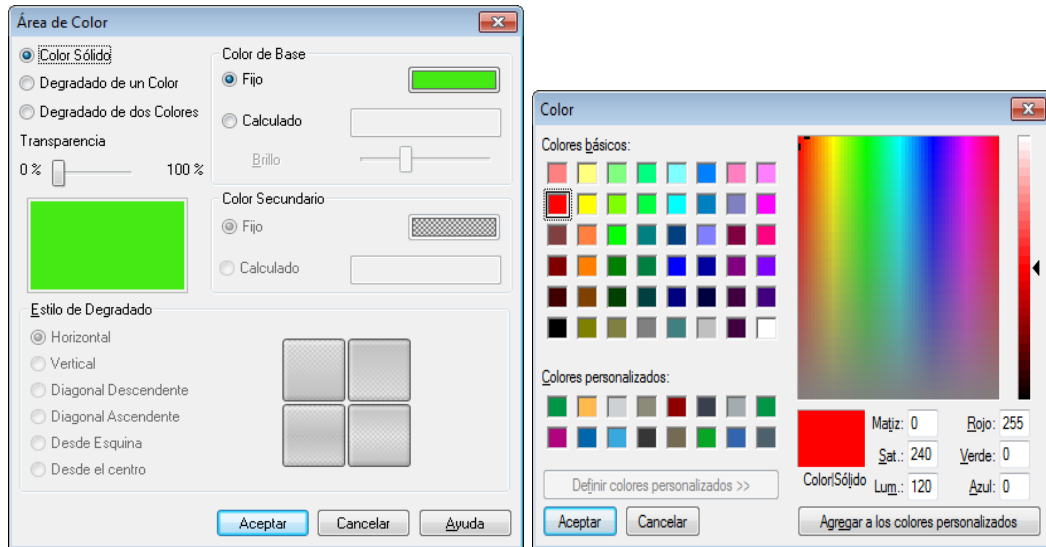 Área de Color
Color Sólido
Degradado de un Color
Degradado de dos Colores
Transparencia
0 % 100 %
Color de Base
Fijo
Calculado
Brillo
Color Secundario
Fijo
Calculado
Estilo de Degradado
Horizontal
Vertical
Diagonal Descendente
Diagonal Ascendente
Desde Esquina
Desde el centro
Aceptar Cancelar Ayuda
Color
Colores básicos:
Colores personalizados:
Definir colores personalizados >>
Aceptar Cancelar
Color|Sólido
Matiz: 0 Rojo: 255
Sat.: 240 Verde: 0
Lum.: 120 Azul: 0
Agregar a los colores personalizados